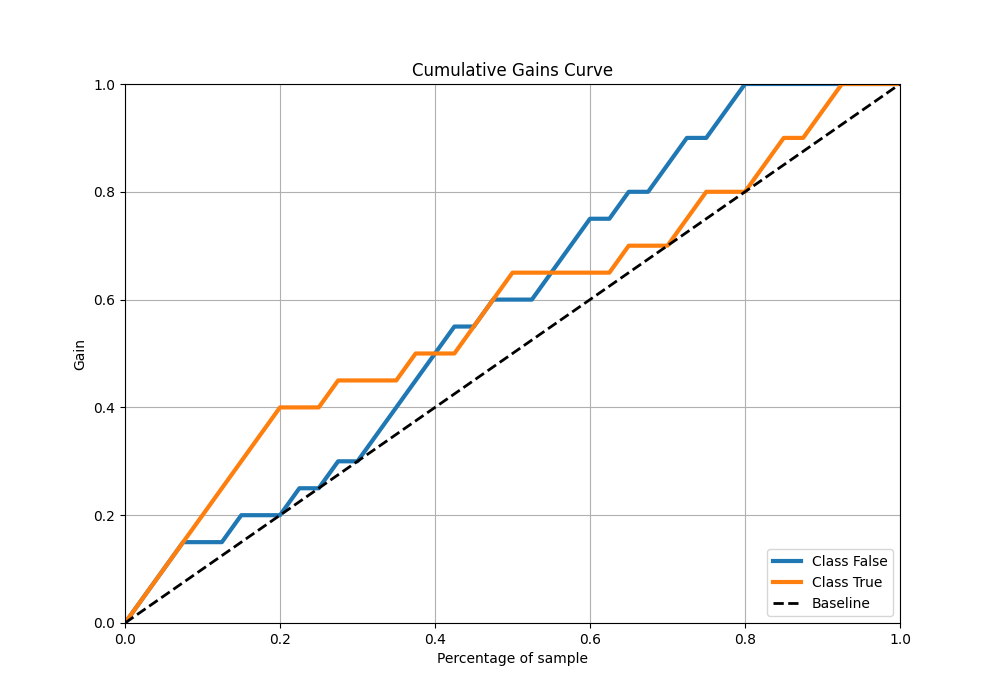 Cumulative Gains Curve
1.0
0.8
0.6
0.4
0.2
0.0
Gain
0.0 0.2 0.4 0.6 0.8 1.0
Percentage of sample
Class False
Class True
Baseline